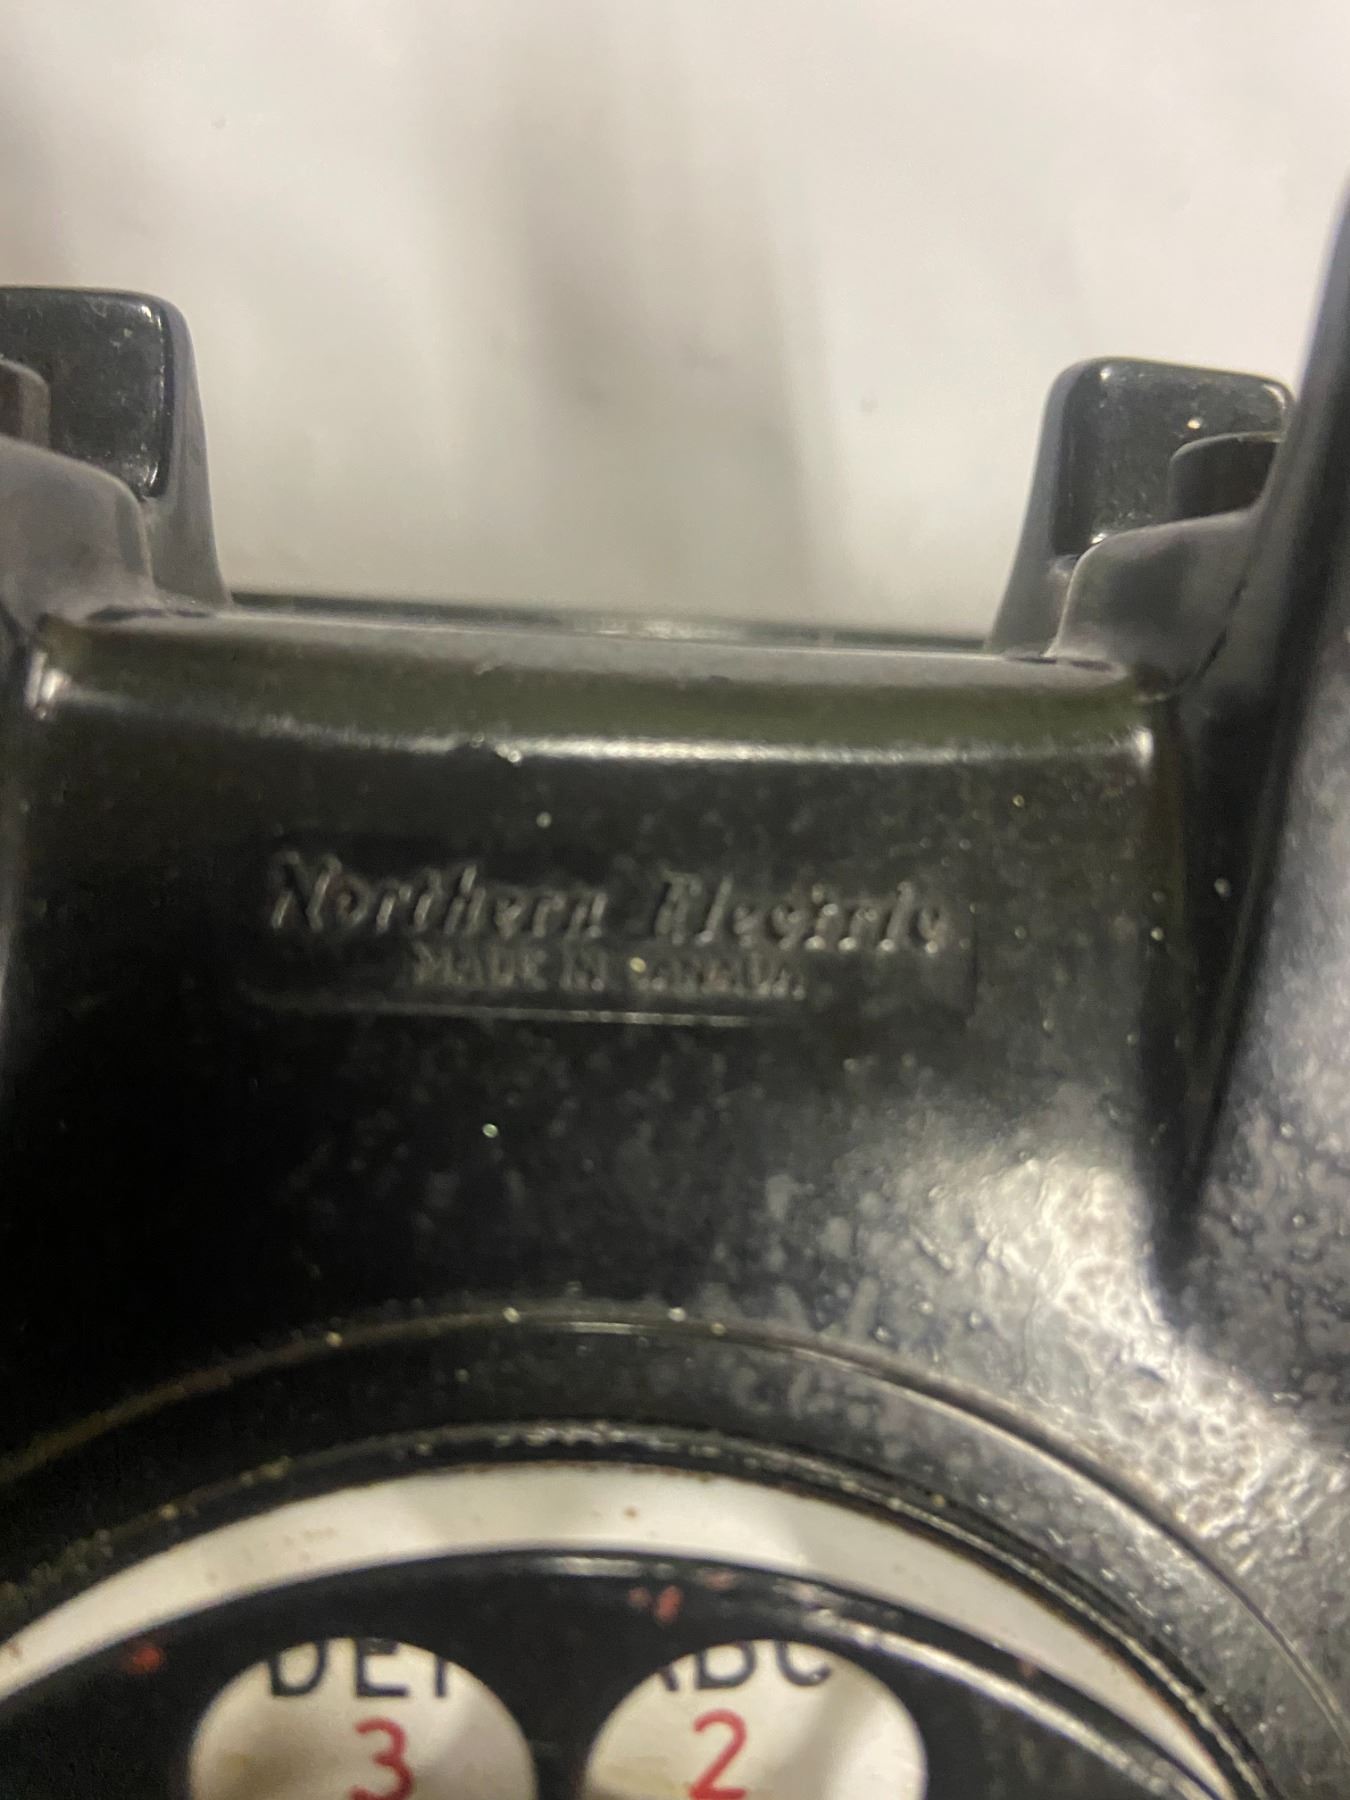 Northern Electric
MADE IN CANADA
DEF ABC
3 2